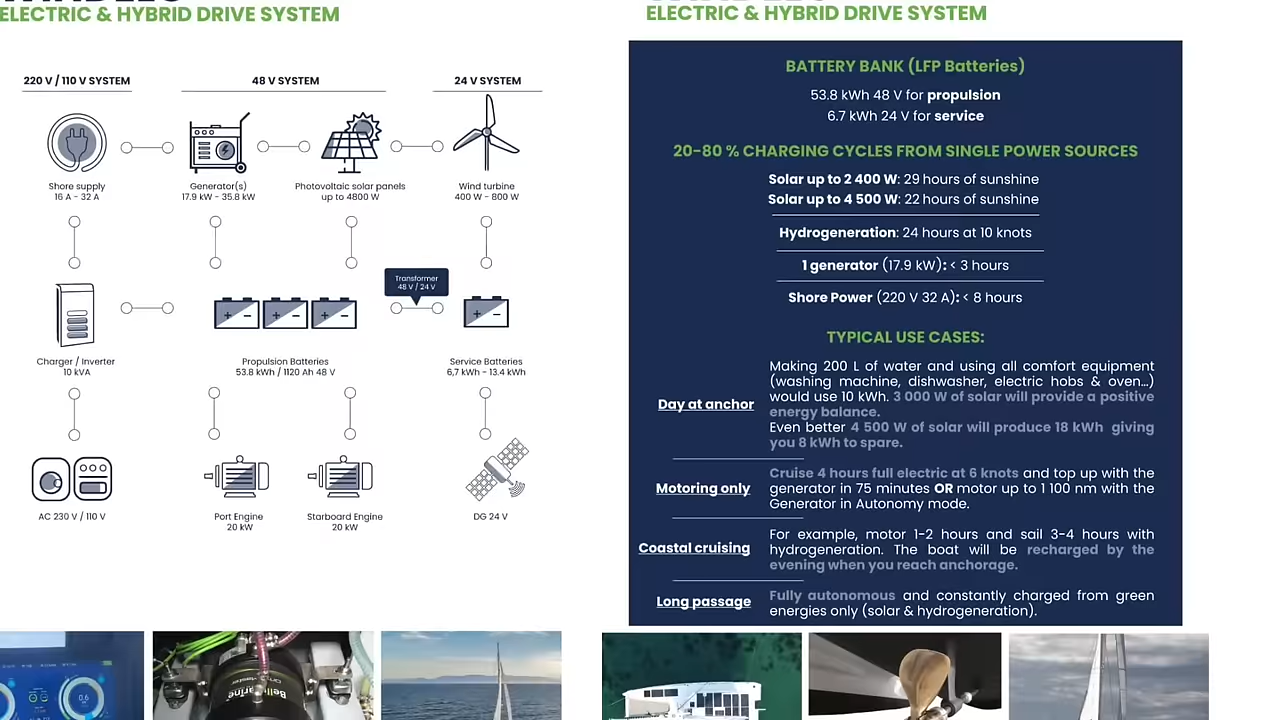 ELECTRIC & HYBRID DRIVE SYSTEM
220 V / 110 V SYSTEM
48 V SYSTEM
24 V SYSTEM
Shore supply
16 A - 32 A
Generator(s)
17.9 kW - 35.8 kW
Photovoltaic solar panels
up to 4800 W
Wind turbine
400 W - 800 W
Transformer
48 V / 24 V
Charger / Inverter
10 kVA
Propulsion Batteries
53.8 kWh / 1120 Ah 48 V
Service Batteries
6,7 kWh - 13.4 kWh
AC 230 V / 110 V
Port Engine
20 kW
Starboard Engine
20 kW
DG 24 V
ELECTRIC & HYBRID DRIVE SYSTEM
BATTERY BANK (LFP Batteries)
53.8 kWh 48 V for propulsion
6.7 kWh 24 V for service
20-80 % CHARGING CYCLES FROM SINGLE POWER SOURCES
Solar up to 2 400 W: 29 hours of sunshine
Solar up to 4 500 W: 22 hours of sunshine
Hydrogeneration: 24 hours at 10 knots
1 generator (17.9 kW): < 3 hours
Shore Power (220 V 32 A): < 8 hours
TYPICAL USE CASES:
Day at anchor
Making 200 L of water and using all comfort equipment
(washing machine, dishwasher, electric hobs & oven...)
would use 10 kWh. 3 000 W of solar will provide a positive
energy balance.
Even better 4 500 W of solar will produce 18 kWh giving
you 8 kWh to spare.
Motoring only
Cruise 4 hours full electric at 6 knots and top up with the
generator in 75 minutes OR motor up to 1 100 nm with the
Generator in Autonomy mode.
Coastal cruising
For example, motor 1-2 hours and sail 3-4 hours with
hydrogeneration. The boat will be recharged by the
evening when you reach anchorage.
Long passage
Fully autonomous and constantly charged from green
energies only (solar & hydrogeneration).
0.6